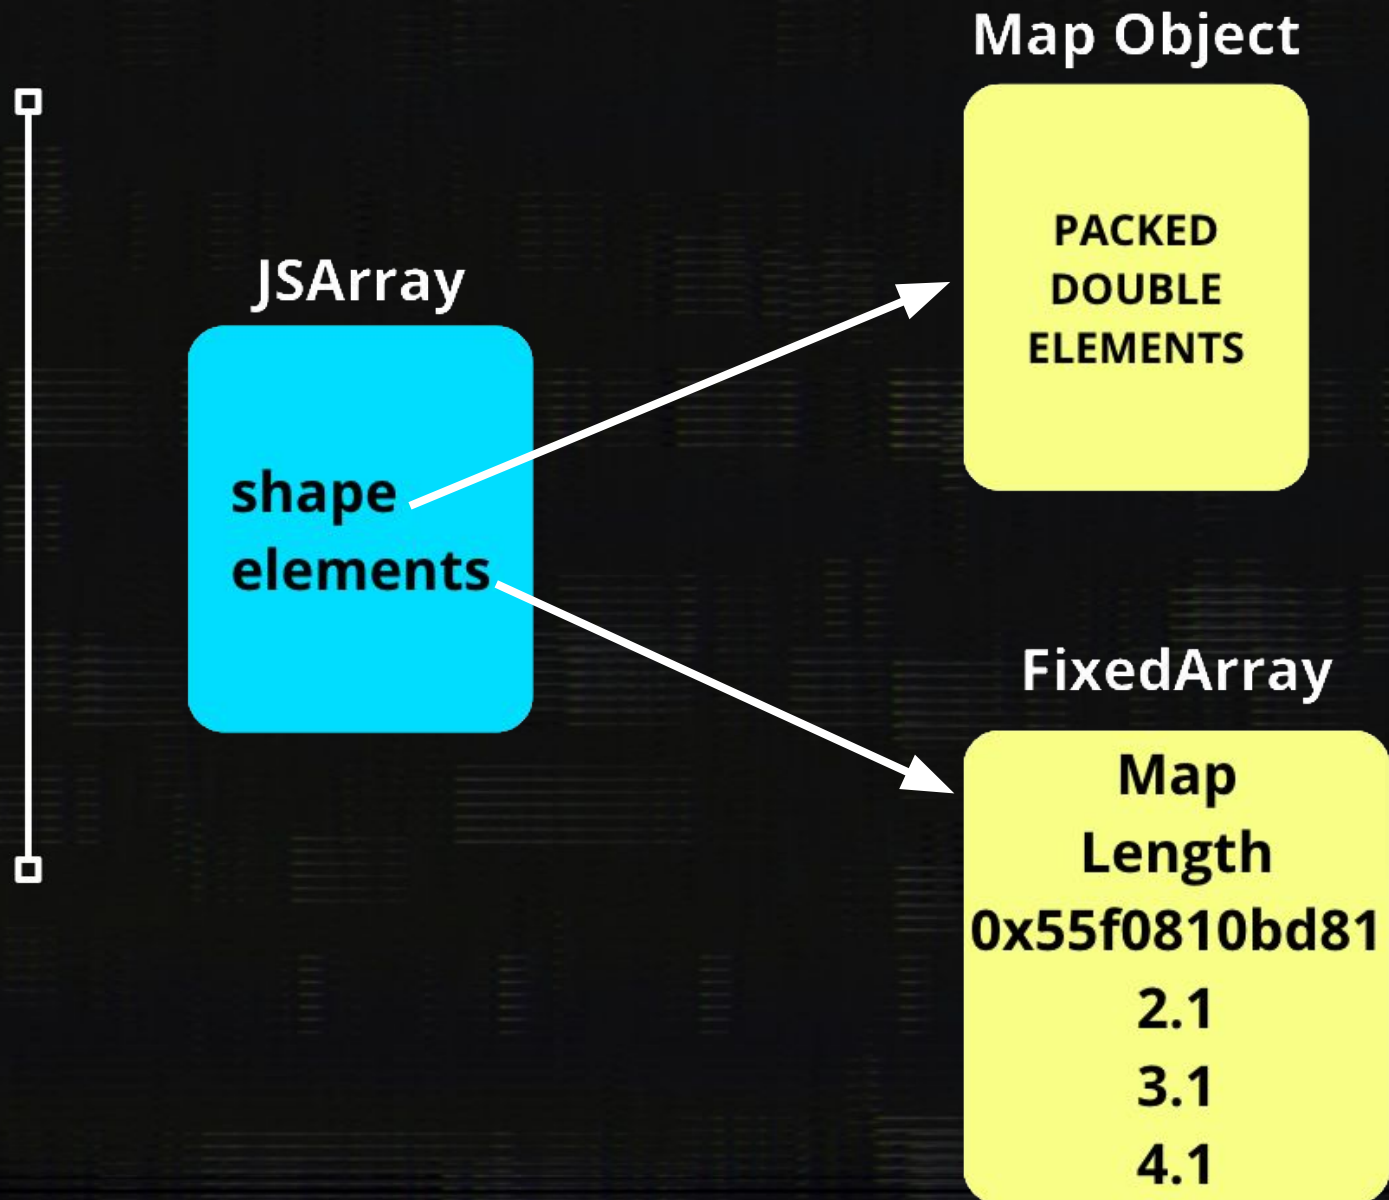 Map Object
PACKED
DOUBLE
ELEMENTS
JSArray
shape
elements
FixedArray
Map
Length
0x55f0810bd81
2.1
3.1
4.1